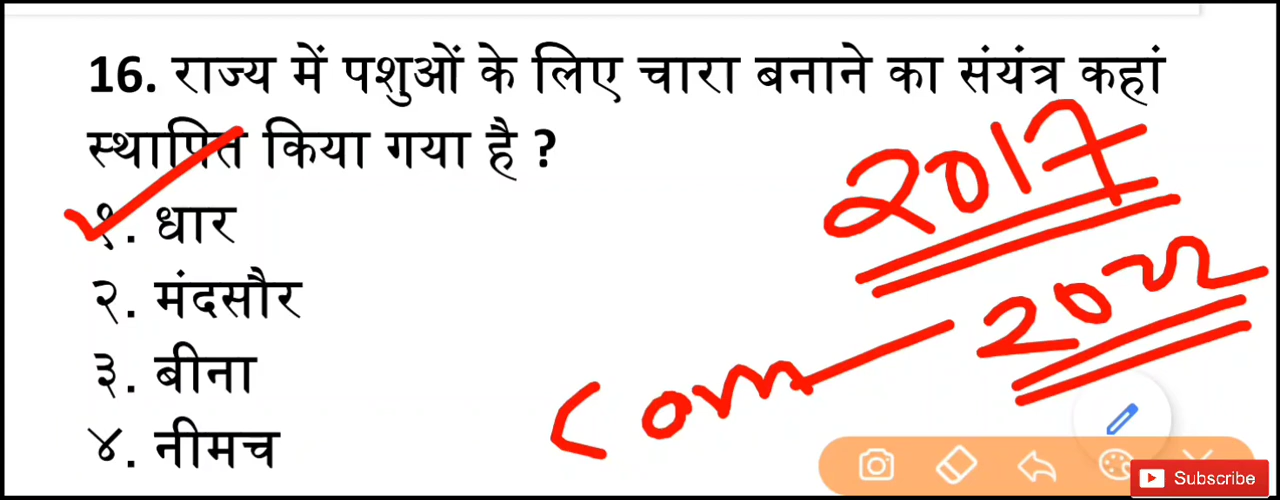 16. राज्य में पशुओं के लिए चारा बनाने का संयंत्र कहां
स्थापित किया गया है ?
2017
१. धार
२. मंदसौर
2022
३. बीना
Com
४. नीमच
Subscribe